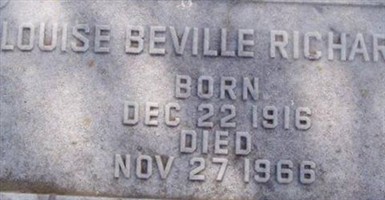 LOUISE BEVILLE RICHAR
BORN
DEC 22 1916
DIED
NOV 27 1966